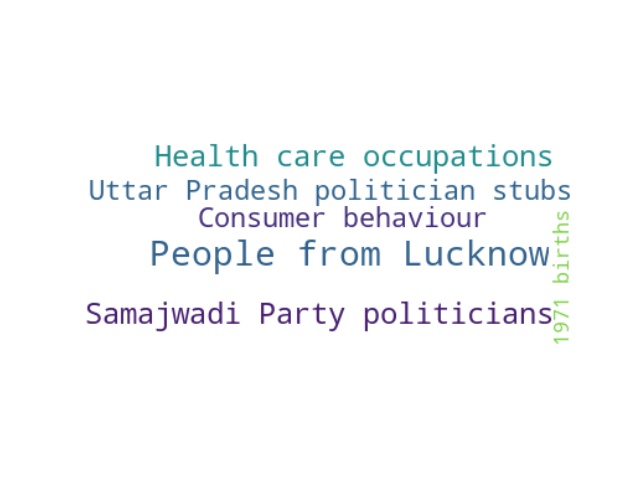 Health care occupations
Uttar Pradesh politician stubs
Consumer behaviour
People from Lucknow
Samajwadi Party politicians
1971 births